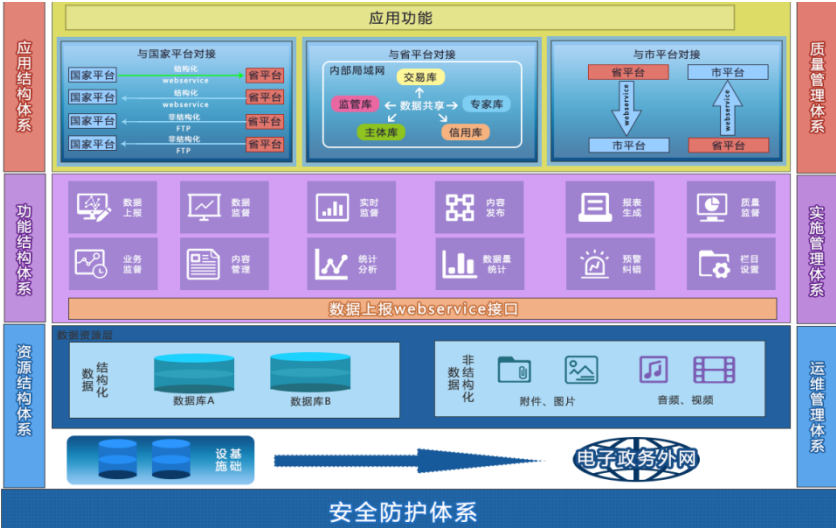 应用功能
应用结构体系
质量管理体系
与国家平台对接
国家平台
结构化
webservice
省平台
国家平台
结构化
webservice
省平台
国家平台
非结构化
FTP
省平台
国家平台
非结构化
FTP
省平台
与省平台对接
内部局域网
交易库
监管库
数据共享
专家库
主体库
信用库
与市平台对接
省平台
webservice
市平台
市平台
webservice
省平台
功能结构体系
实施管理体系
数据
上报
数据
监督
实时
监督
内容
发布
报表
生成
质量
监督
业务
监督
内容
管理
统计
分析
数据量
统计
预警
纠错
栏目
设置
数据上报webservice接口
资源结构体系
运维管理体系
数据资源层
结构化
数据
数据库A
数据库B
非结构化
数据
附件、图片
音频、视频
基础
设施
电子政务外网
安全防护体系